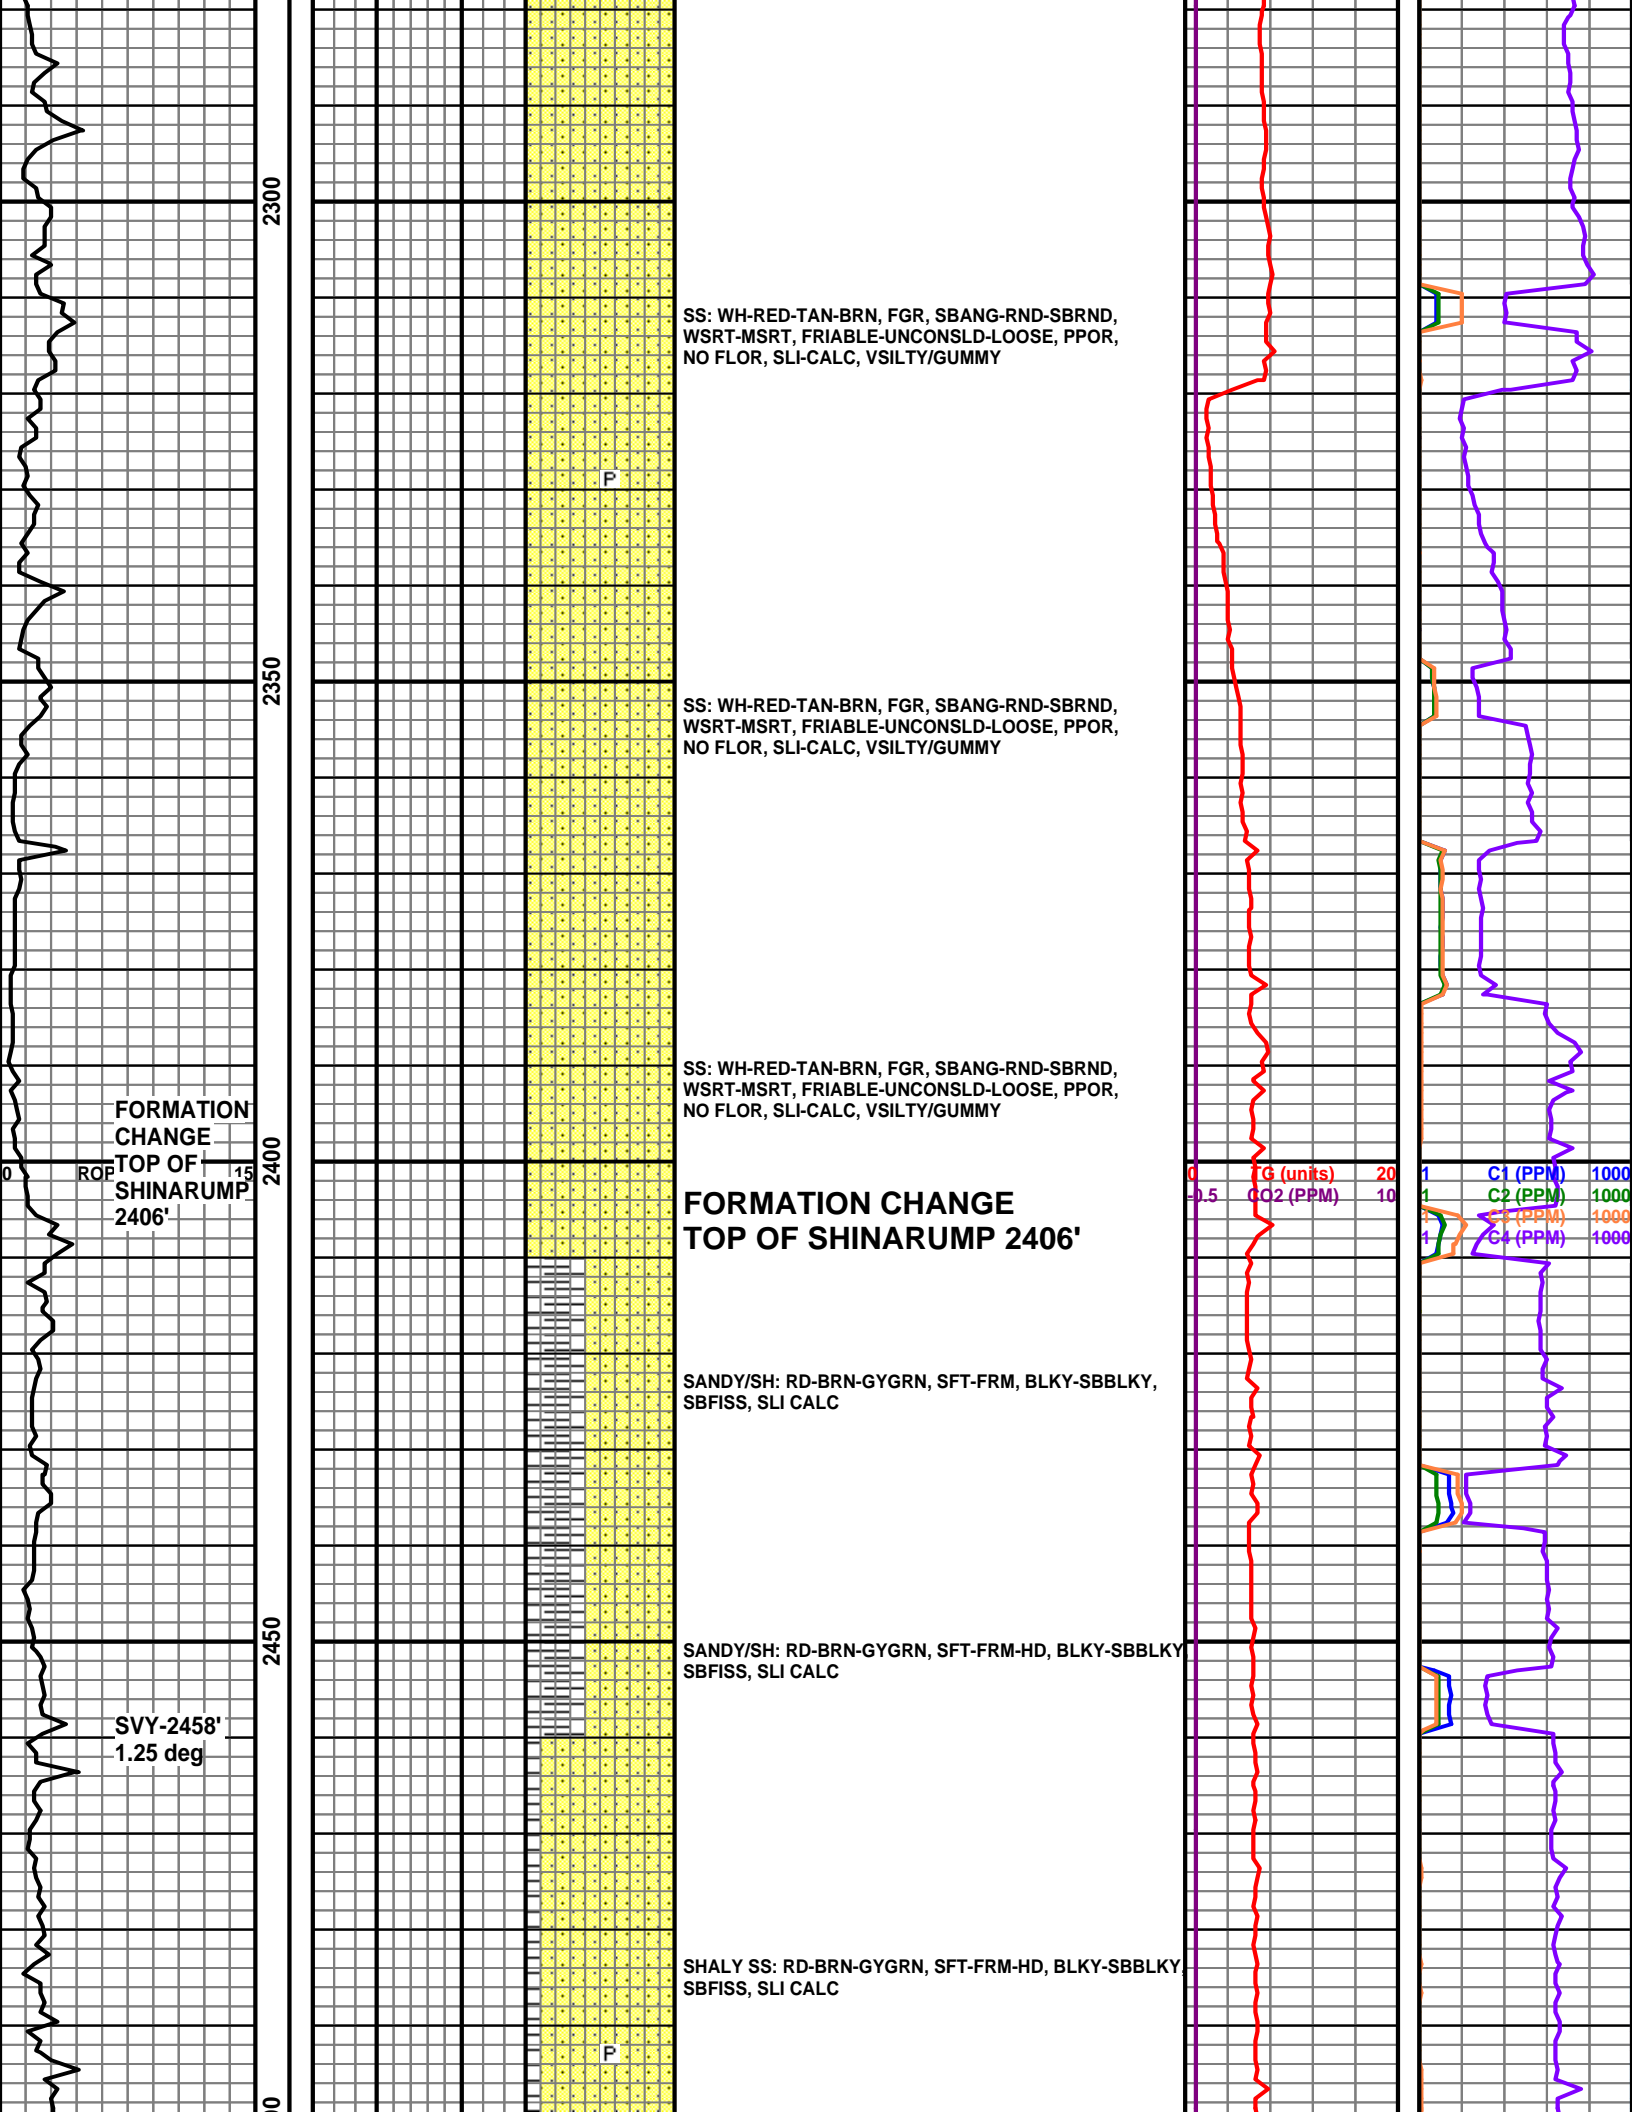 2300
SS: WH-RED-TAN-BRN, FGR, SBANG-RND-SBRND,
WSRT-MSRT, FRIABLE-UNCONSLD-LOOSE, PPOR,
NO FLOR, SLI-CALC, VSILTY/GUMMY
P
2350
SS: WH-RED-TAN-BRN, FGR, SBANG-RND-SBRND,
WSRT-MSRT, FRIABLE-UNCONSLD-LOOSE, PPOR,
NO FLOR, SLI-CALC, VSILTY/GUMMY
SS: WH-RED-TAN-BRN, FGR, SBANG-RND-SBRND,
WSRT-MSRT, FRIABLE-UNCONSLD-LOOSE, PPOR,
NO FLOR, SLI-CALC, VSILTY/GUMMY
FORMATION
CHANGE
TOP OF
SHINARUMP
2406'
0 ROP 15
2400
0 TG (units) 20
-0.5 CO2 (PPM) 10
1 C1 (PPM) 1000
1 C2 (PPM) 1000
1 C3 (PPM) 1000
1 C4 (PPM) 1000
FORMATION CHANGE
TOP OF SHINARUMP 2406'
SANDY/SH: RD-BRN-GYGRN, SFT-FRM, BLKY-SBBLKY,
SBFISS, SLI CALC
2450
SANDY/SH: RD-BRN-GYGRN, SFT-FRM-HD, BLKY-SBBLKY
SBFISS, SLI CALC
SVY-2458'
1.25 deg
SHALY SS: RD-BRN-GYGRN, SFT-FRM-HD, BLKY-SBBLKY,
SBFISS, SLI CALC
P